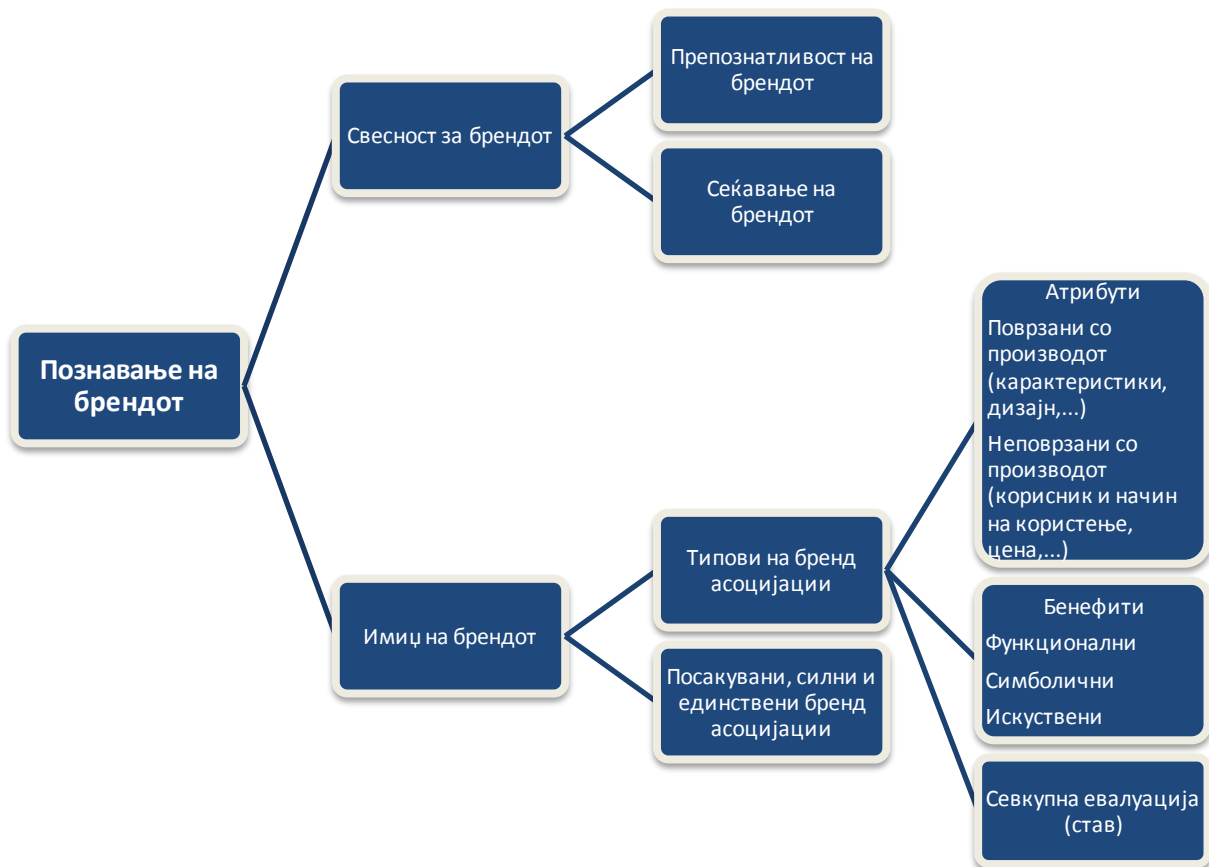 Препознатливост на
брендот
Свесност за брендот
Сеќавање на
брендот
Познавање на
брендот
Атрибути
Поврзани со
производот
(карактеристики,
дизајн,...)
Неповрзани со
производот
(корисник и начин
на користење,
цена,...)
Типови на бренд
асоцијации
Имиџ на брендот
Посакувани, силни и
единствени бренд
асоцијации
Бенефити
Функционални
Симболични
Искуствени
Севкупна евалуација
(став)